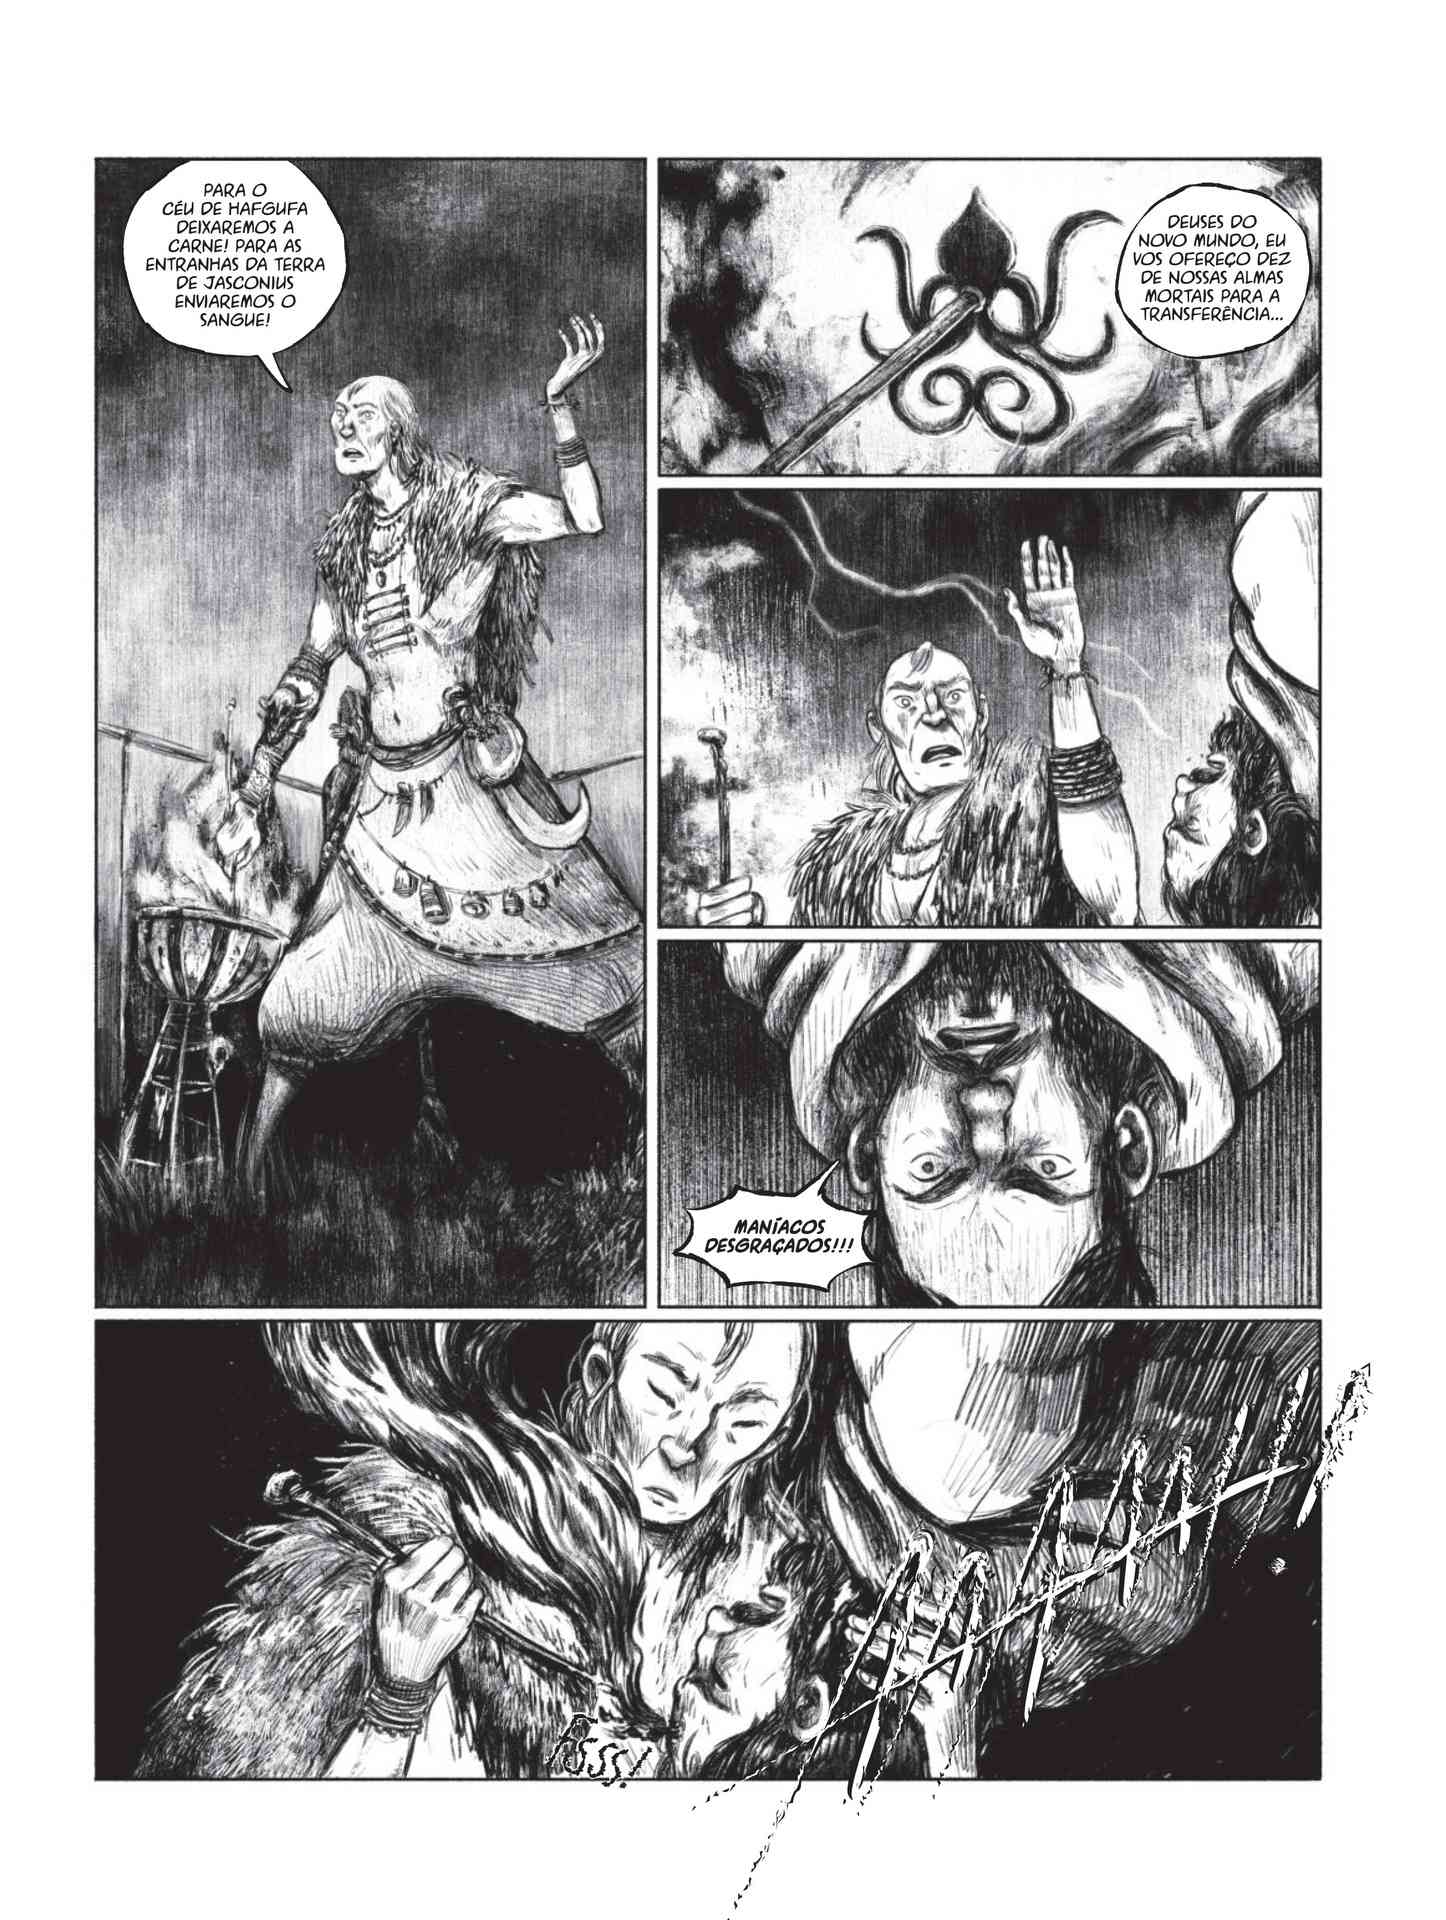 PARA O
CÉU DE HAFGUFA
DEIXAREMOS A
CARNE! PARA AS
ENTRANHAS DA TERRA
DE JASCONIUS
ENVIAREMOS O
SANGUE!
DEUSES DO
NOVO MUNDO, EU
VOS OFEREÇO DEZ
DE NOSSAS ALMAS
MORTAIS PARA A
TRANSFERÊNCIA...
MANÍACOS
DESGRAÇADOS!!!
FSSS!